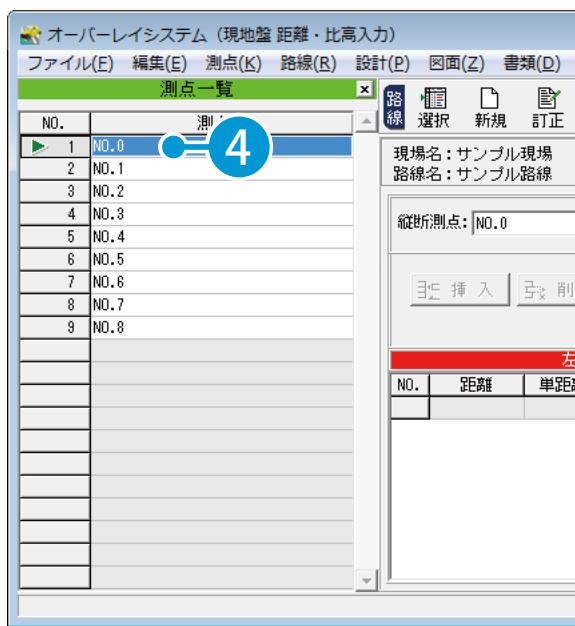 オーバーレイシステム（現地盤 距離・比高入力）
ファイル(F) 編集(E) 測点(K) 路線(R) 設計(P) 図面(Z) 書類(D)
測点一覧
NO.
1 NO.0
2 NO.1
3 NO.2
4 NO.3
5 NO.4
6 NO.5
7 NO.6
8 NO.7
9 NO.8
4
路線 選択 新規 訂正
現場名：サンプル現場
路線名：サンプル路線
縦断測点： NO.0
挿 入 削
左
NO. 距離 単距